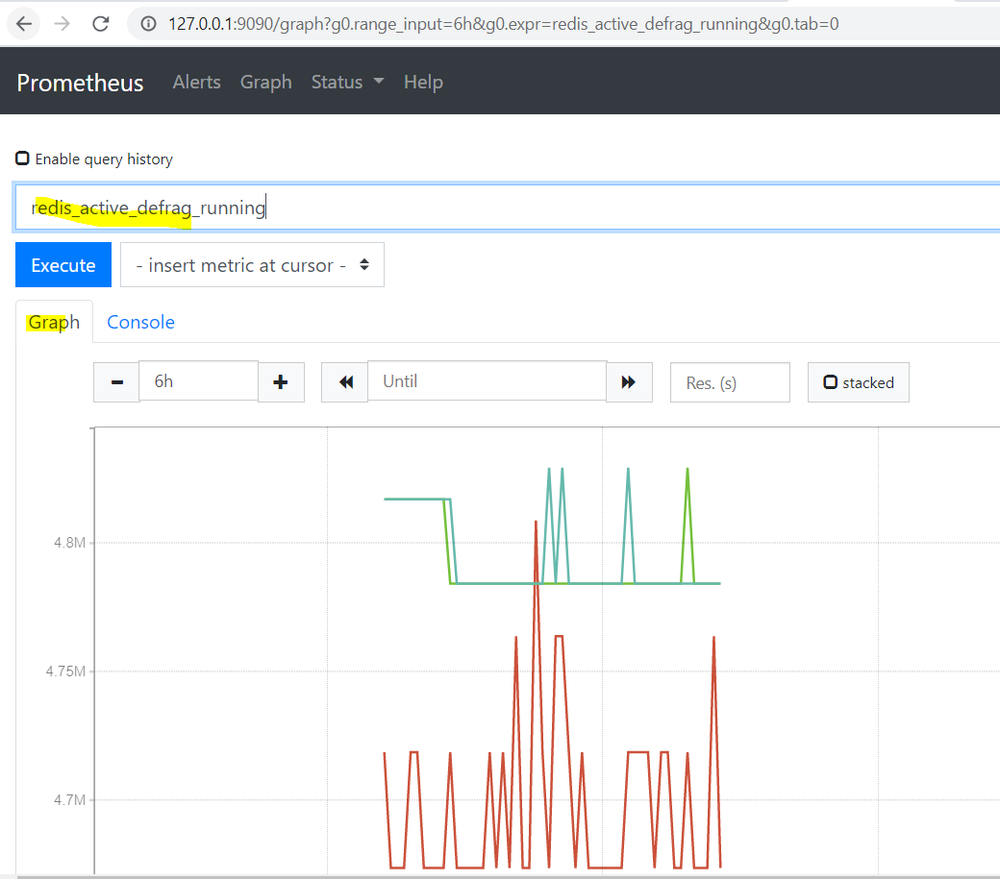 127.0.0.1:9090/graph?g0.range_input=6h&g0.expr=redis_active_defrag_running&g0.tab=0
Prometheus Alerts Graph Status Help
Enable query history
redis_active_defrag_running
Execute - insert metric at cursor -
Graph Console
6h Until Res. (s) stacked
4.8M
4.75M
4.7M